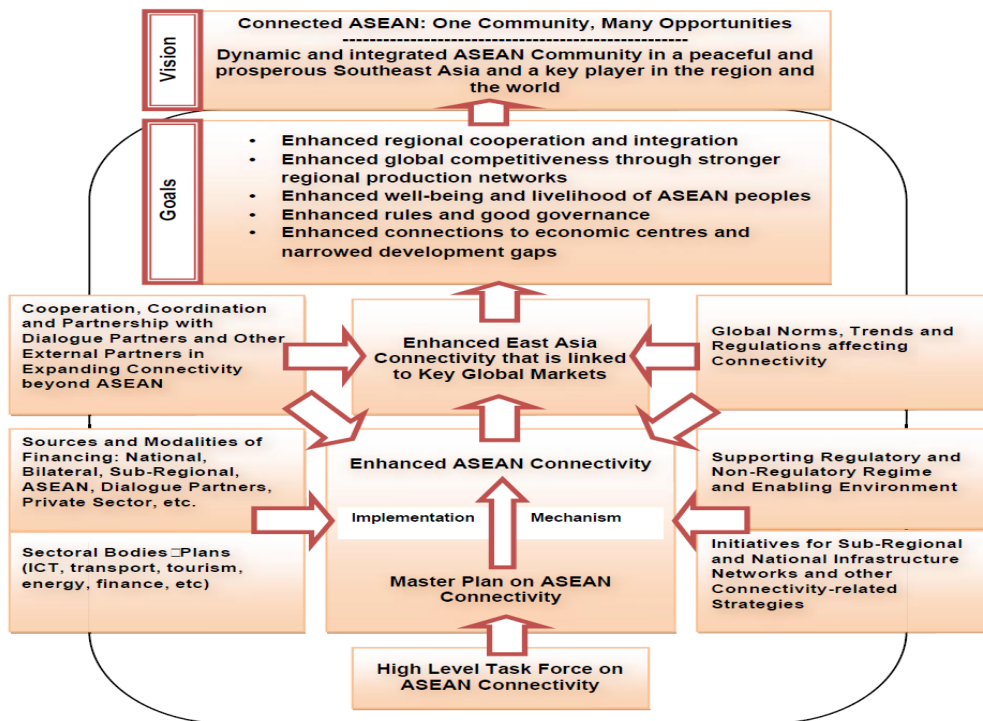 Vision
Connected ASEAN: One Community, Many Opportunities
------------------------------------------------
Dynamic and integrated ASEAN Community in a peaceful and
prosperous Southeast Asia and a key player in the region and
the world
Goals
• Enhanced regional cooperation and integration
• Enhanced global competitiveness through stronger
regional production networks
• Enhanced well-being and livelihood of ASEAN peoples
• Enhanced rules and good governance
• Enhanced connections to economic centres and
narrowed development gaps
Cooperation, Coordination
and Partnership with
Dialogue Partners and Other
External Partners in
Expanding Connectivity
beyond ASEAN
Enhanced East Asia
Connectivity that is linked
to Key Global Markets
Global Norms, Trends and
Regulations affecting
Connectivity
Sources and Modalities of
Financing: National,
Bilateral, Sub-Regional,
ASEAN, Dialogue Partners,
Private Sector, etc.
Enhanced ASEAN Connectivity
Supporting Regulatory and
Non-Regulatory Regime
and Enabling Environment
Implementation Mechanism
Sectoral Bodies□Plans
(ICT, transport, tourism,
energy, finance, etc)
Master Plan on ASEAN
Connectivity
Initiatives for Sub-Regional
and National Infrastructure
Networks and other
Connectivity-related
Strategies
High Level Task Force on
ASEAN Connectivity